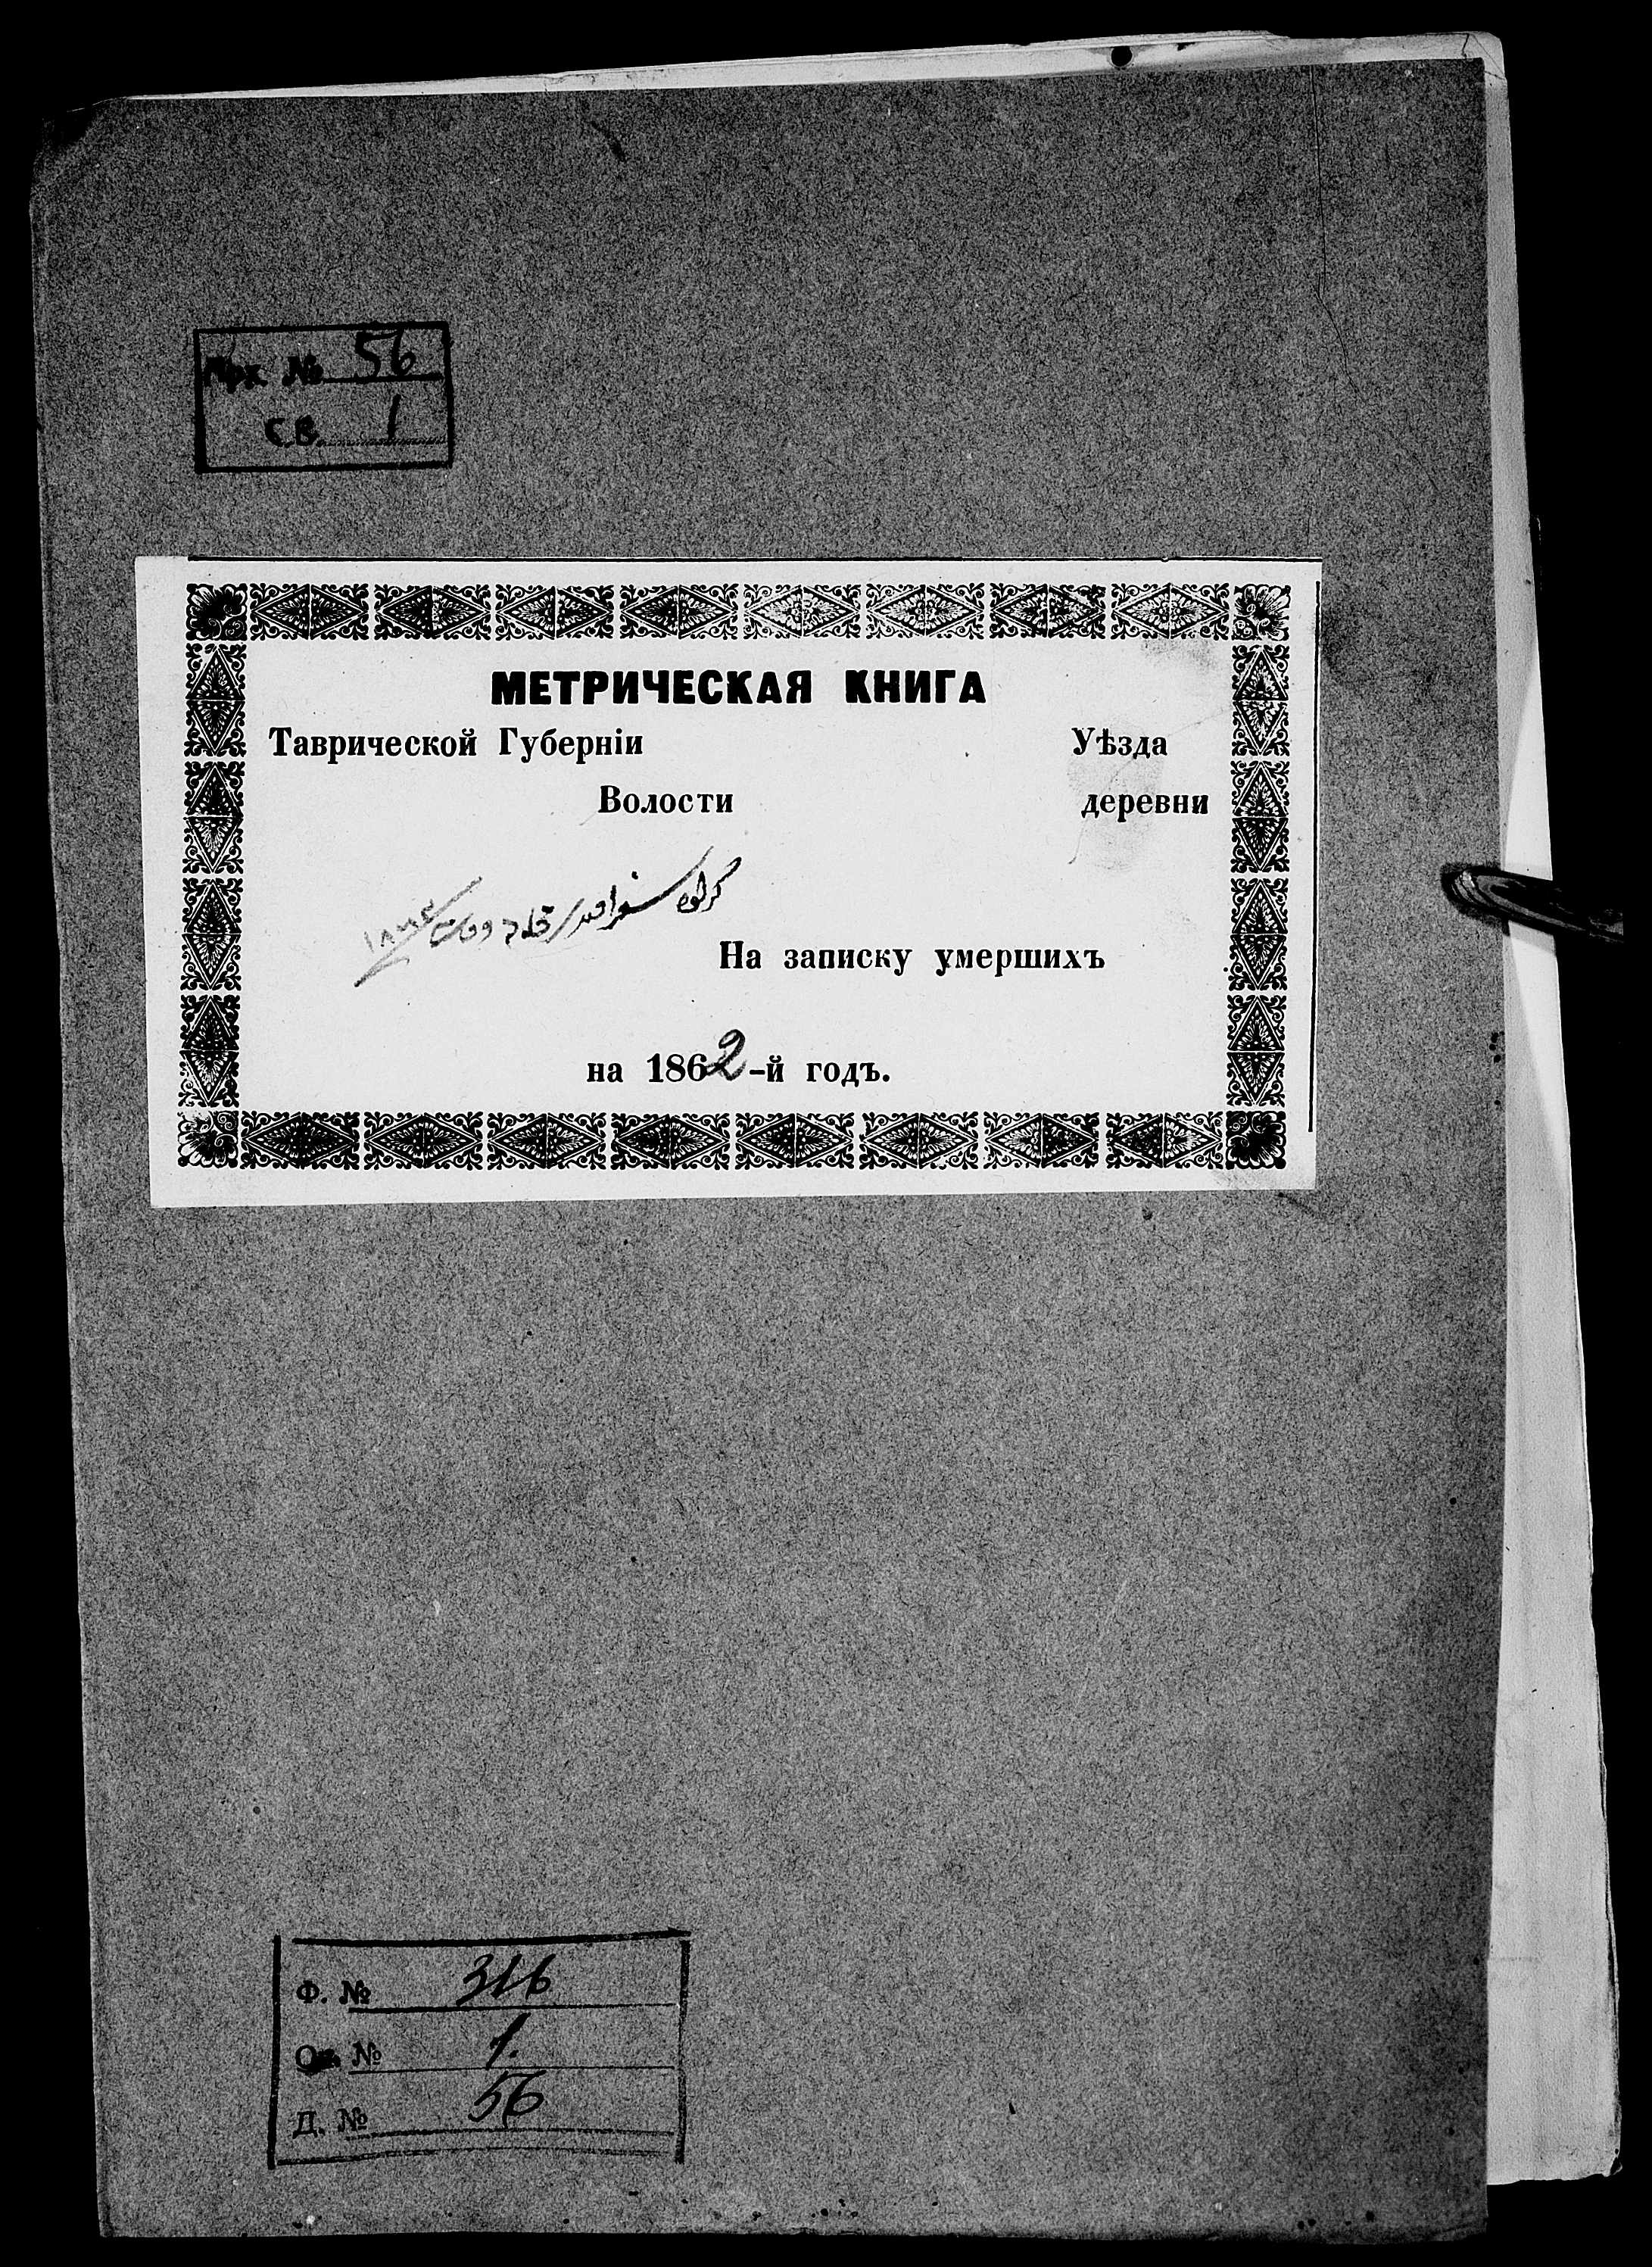 Арх. № 56
СВ. 1
МЕТРИЧЕСКАЯ КНИГА
Таврической Губерніи Уѣзда
Волости деревни
На записку умершихъ
на 1862-й годъ.
Ф. № 316
Оп. № 1.
Д. № 56